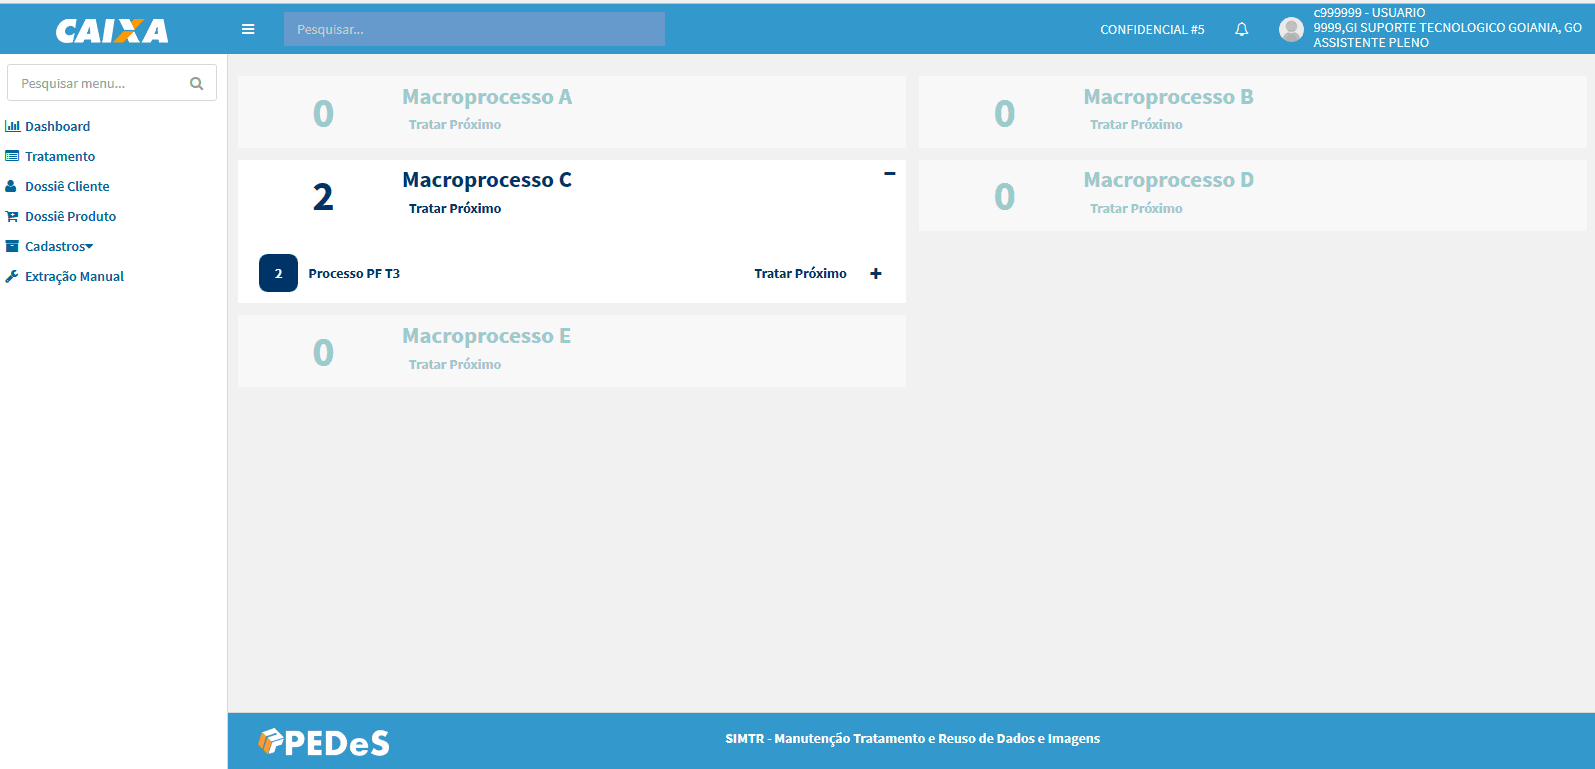 CAIXA
Pesquisar...
CONFIDENCIAL #5
c999999 - USUARIO
9999,GI SUPORTE TECNOLOGICO GOIANIA, GO
ASSISTENTE PLENO
Pesquisar menu...
Dashboard
Tratamento
Dossiê Cliente
Dossiê Produto
Cadastros
Extração Manual
0
Macroprocesso A
Tratar Próximo
0
Macroprocesso B
Tratar Próximo
2
Macroprocesso C
Tratar Próximo
2 Processo PF T3 Tratar Próximo
0
Macroprocesso D
Tratar Próximo
0
Macroprocesso E
Tratar Próximo
PEDeS
SIMTR - Manutenção Tratamento e Reuso de Dados e Imagens